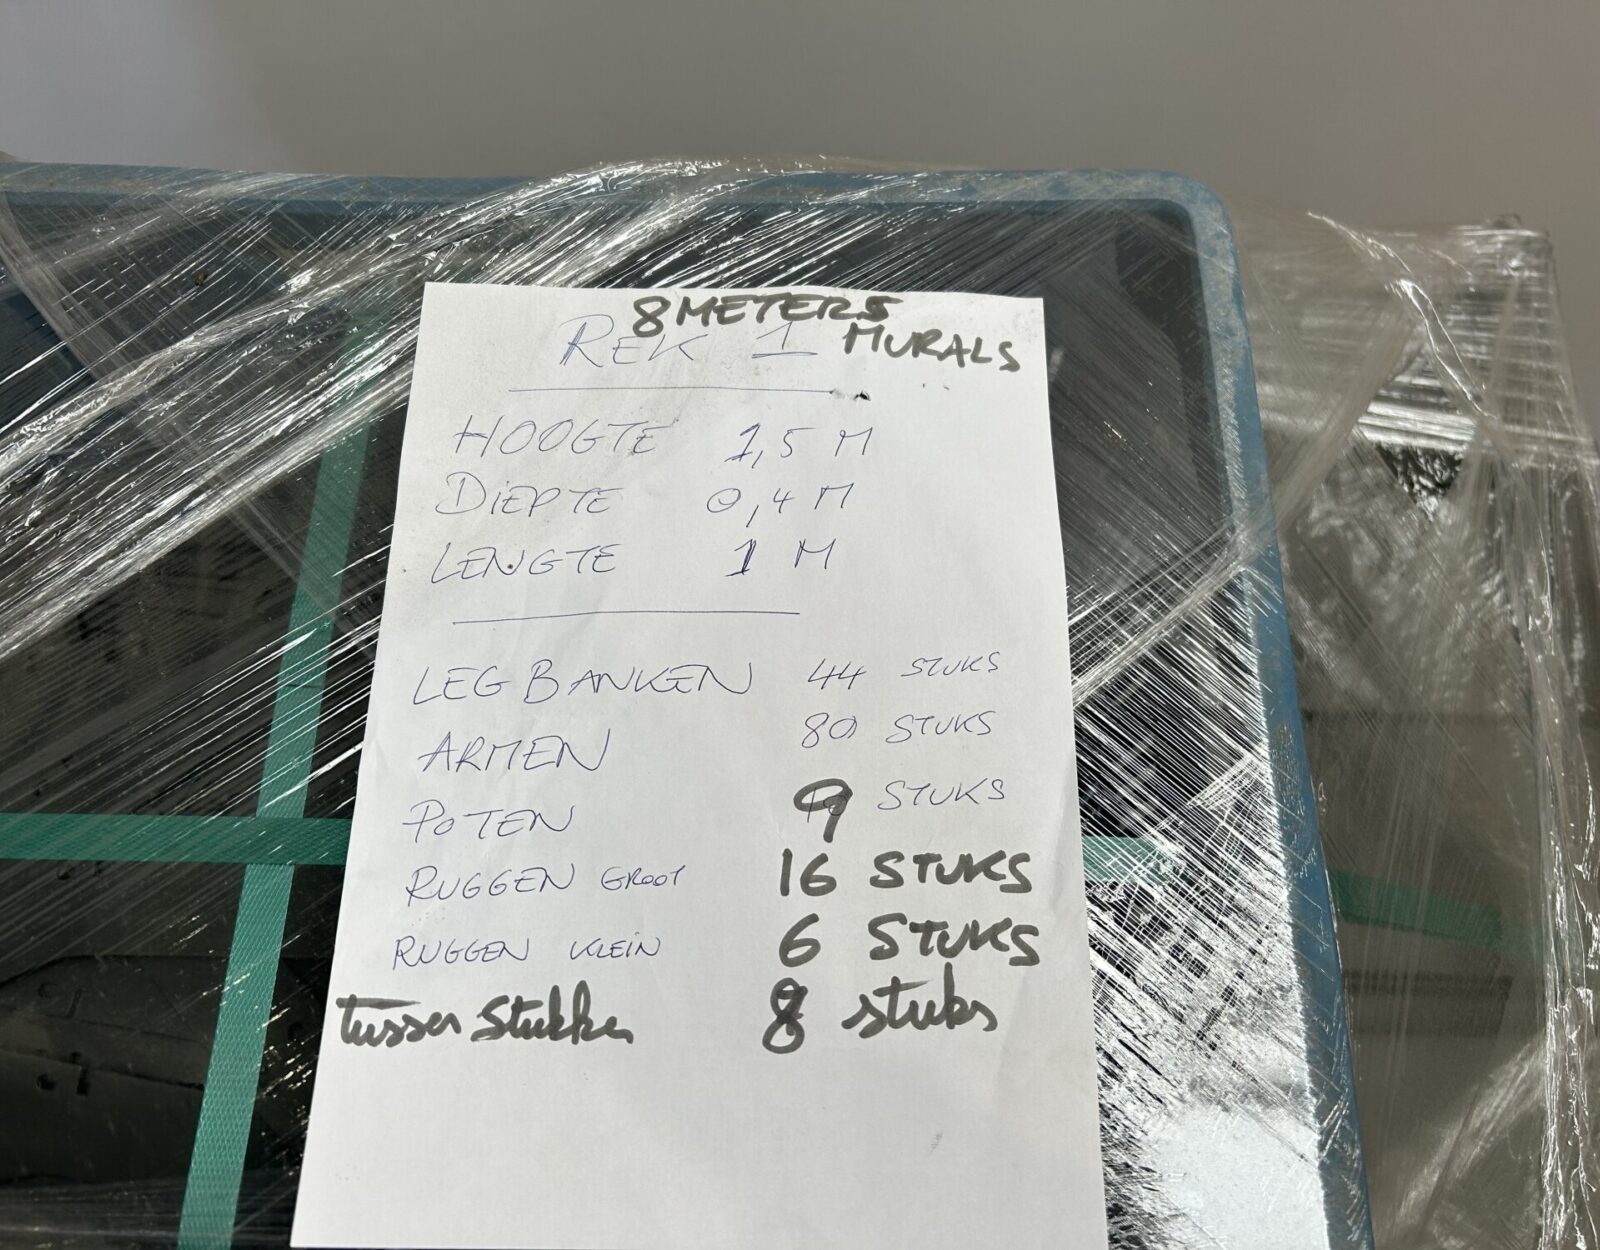 8 METERS
REK 1 MURALS
HOOGTE 1,5 M
DIEPTE 0,4 M
LENGTE 1 M
LEGBANKEN 44 STUKS
ARMEN 80 STUKS
POTEN 9 STUKS
RUGGEN GROOT 16 STUKS
RUGGEN KLEIN 6 STUKS
tussen stukken 8 stuks